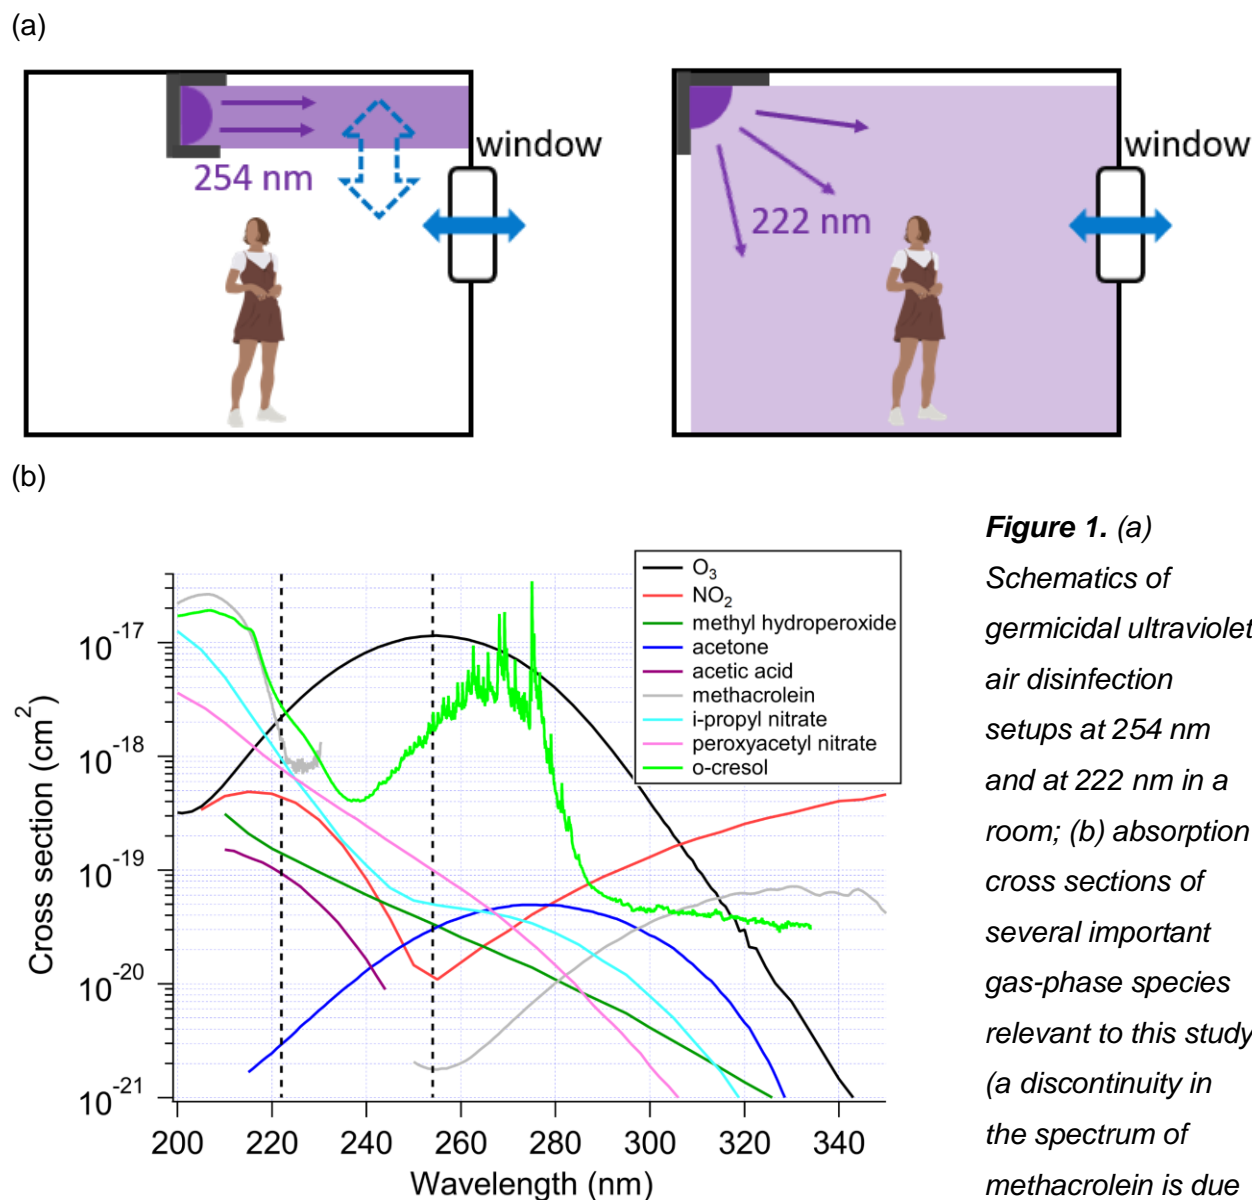 (a)
window
254 nm
window
222 nm
(b)
Figure 1. (a)
Schematics of
germicidal ultraviolet
air disinfection
setups at 254 nm
and at 222 nm in a
room; (b) absorption
cross sections of
several important
gas-phase species
relevant to this study
(a discontinuity in
the spectrum of
methacrolein is due
O₃
NO₂
methyl hydroperoxide
acetone
acetic acid
methacrolein
i-propyl nitrate
peroxyacetyl nitrate
o-cresol
Cross section (cm²)
10⁻¹⁷
10⁻¹⁸
10⁻¹⁹
10⁻²⁰
10⁻²¹
200 220 240 260 280 300 320 340
Wavelength (nm)